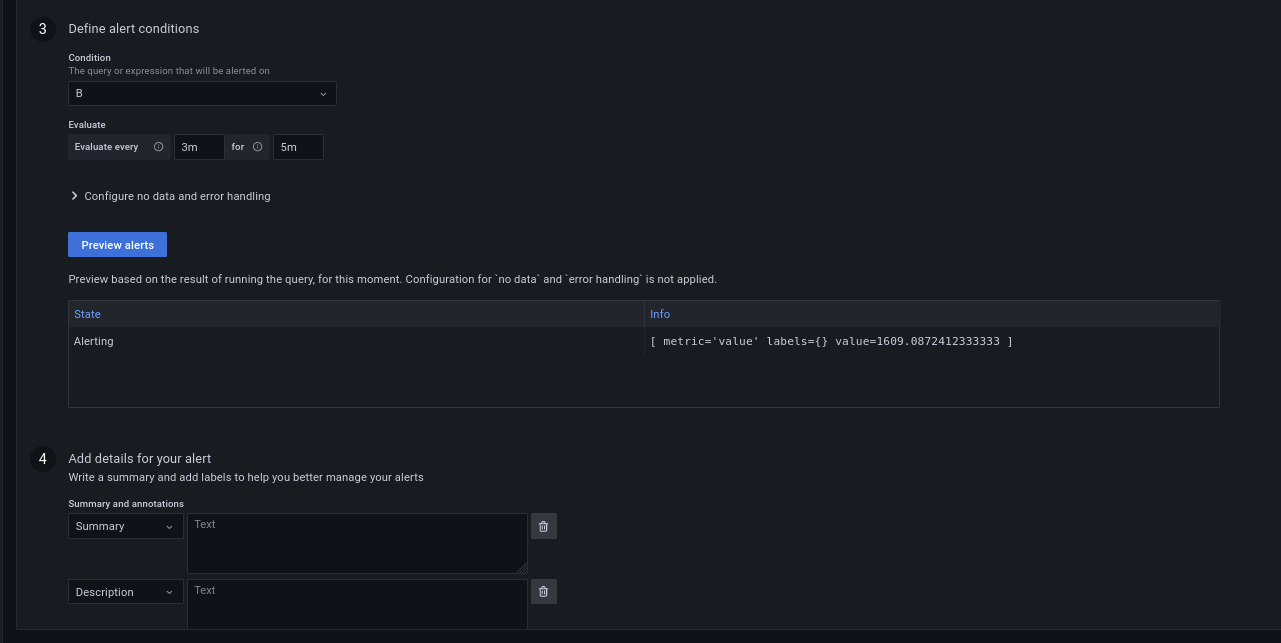 3 Define alert conditions
Condition
The query or expression that will be alerted on
B
Evaluate
Evaluate every 3m for 5m
Configure no data and error handling
Preview alerts
Preview based on the result of running the query, for this moment. Configuration for `no data` and `error handling` is not applied.
State Info
Alerting [ metric='value' labels={} value=1609.0872412333333 ]
4 Add details for your alert
Write a summary and add labels to help you better manage your alerts
Summary and annotations
Summary Text
Description Text